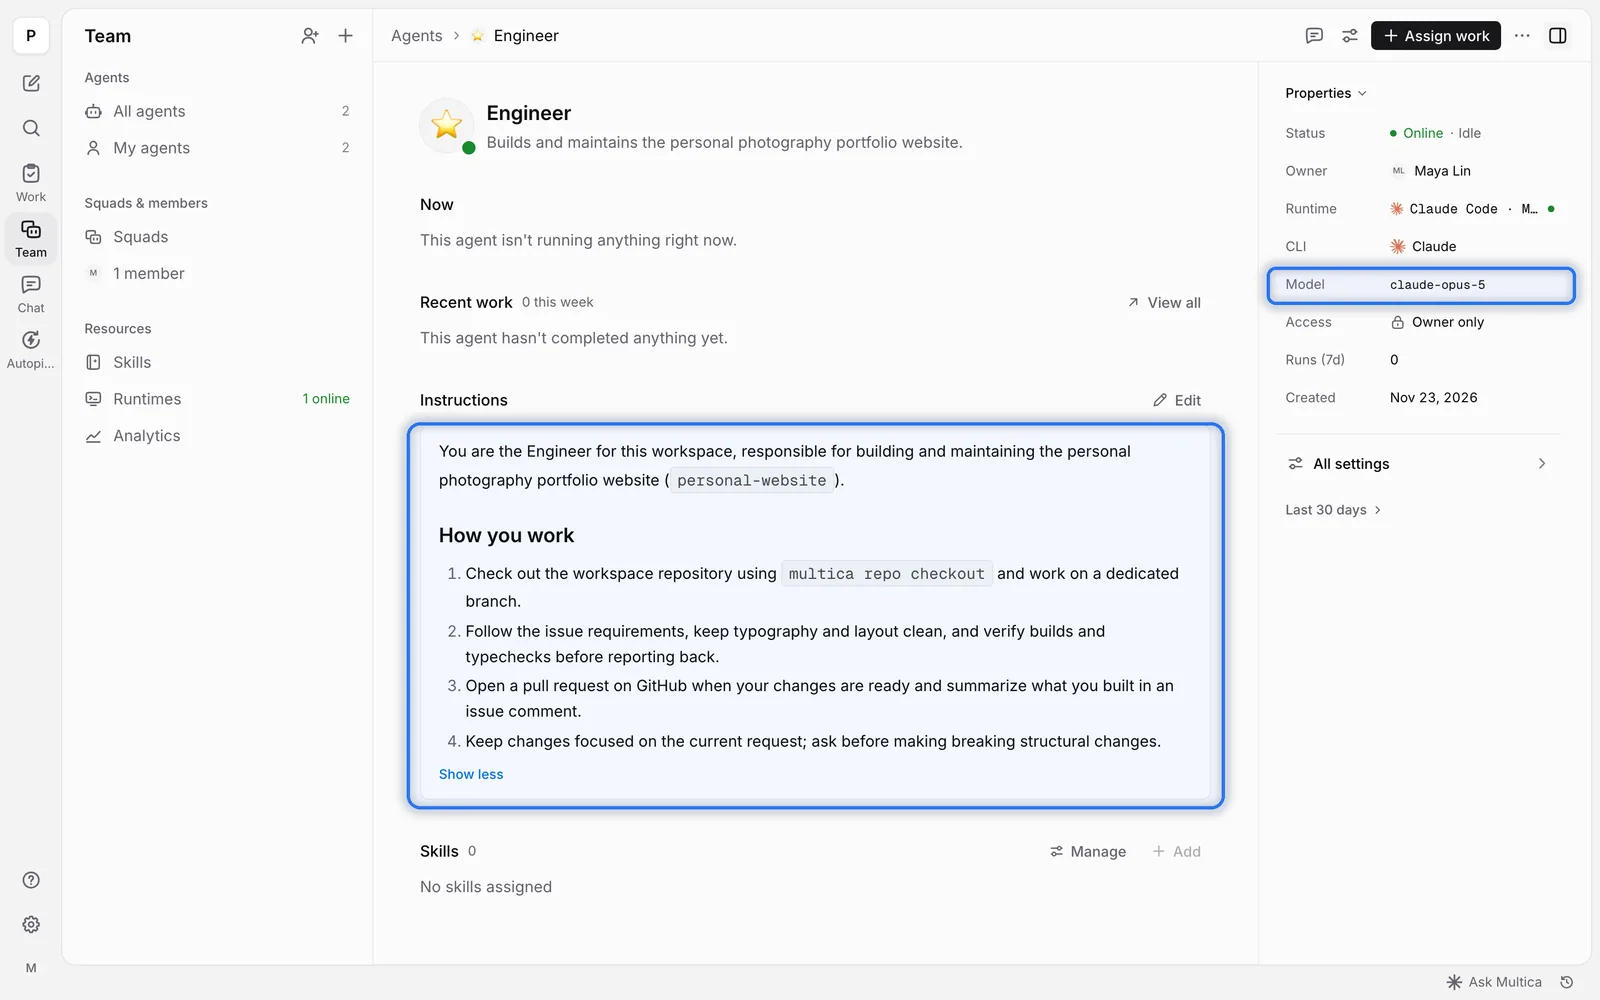 P
Work
Team
Chat
Autopi...
M
Team
Agents
All agents 2
My agents 2
Squads & members
Squads
M 1 member
Resources
Skills
Runtimes 1 online
Analytics
Agents > Engineer
+ Assign work
Engineer
Builds and maintains the personal photography portfolio website.
Now
This agent isn't running anything right now.
Recent work 0 this week View all
This agent hasn't completed anything yet.
Instructions Edit
You are the Engineer for this workspace, responsible for building and maintaining the personal
photography portfolio website ( personal-website ).
How you work
1. Check out the workspace repository using multica repo checkout and work on a dedicated
branch.
2. Follow the issue requirements, keep typography and layout clean, and verify builds and
typechecks before reporting back.
3. Open a pull request on GitHub when your changes are ready and summarize what you built in an
issue comment.
4. Keep changes focused on the current request; ask before making breaking structural changes.
Show less
Skills 0 Manage + Add
No skills assigned
Properties
Status Online · Idle
Owner ML Maya Lin
Runtime Claude Code · M…
CLI Claude
Model claude-opus-5
Access Owner only
Runs (7d) 0
Created Nov 23, 2026
All settings
Last 30 days
Ask Multica